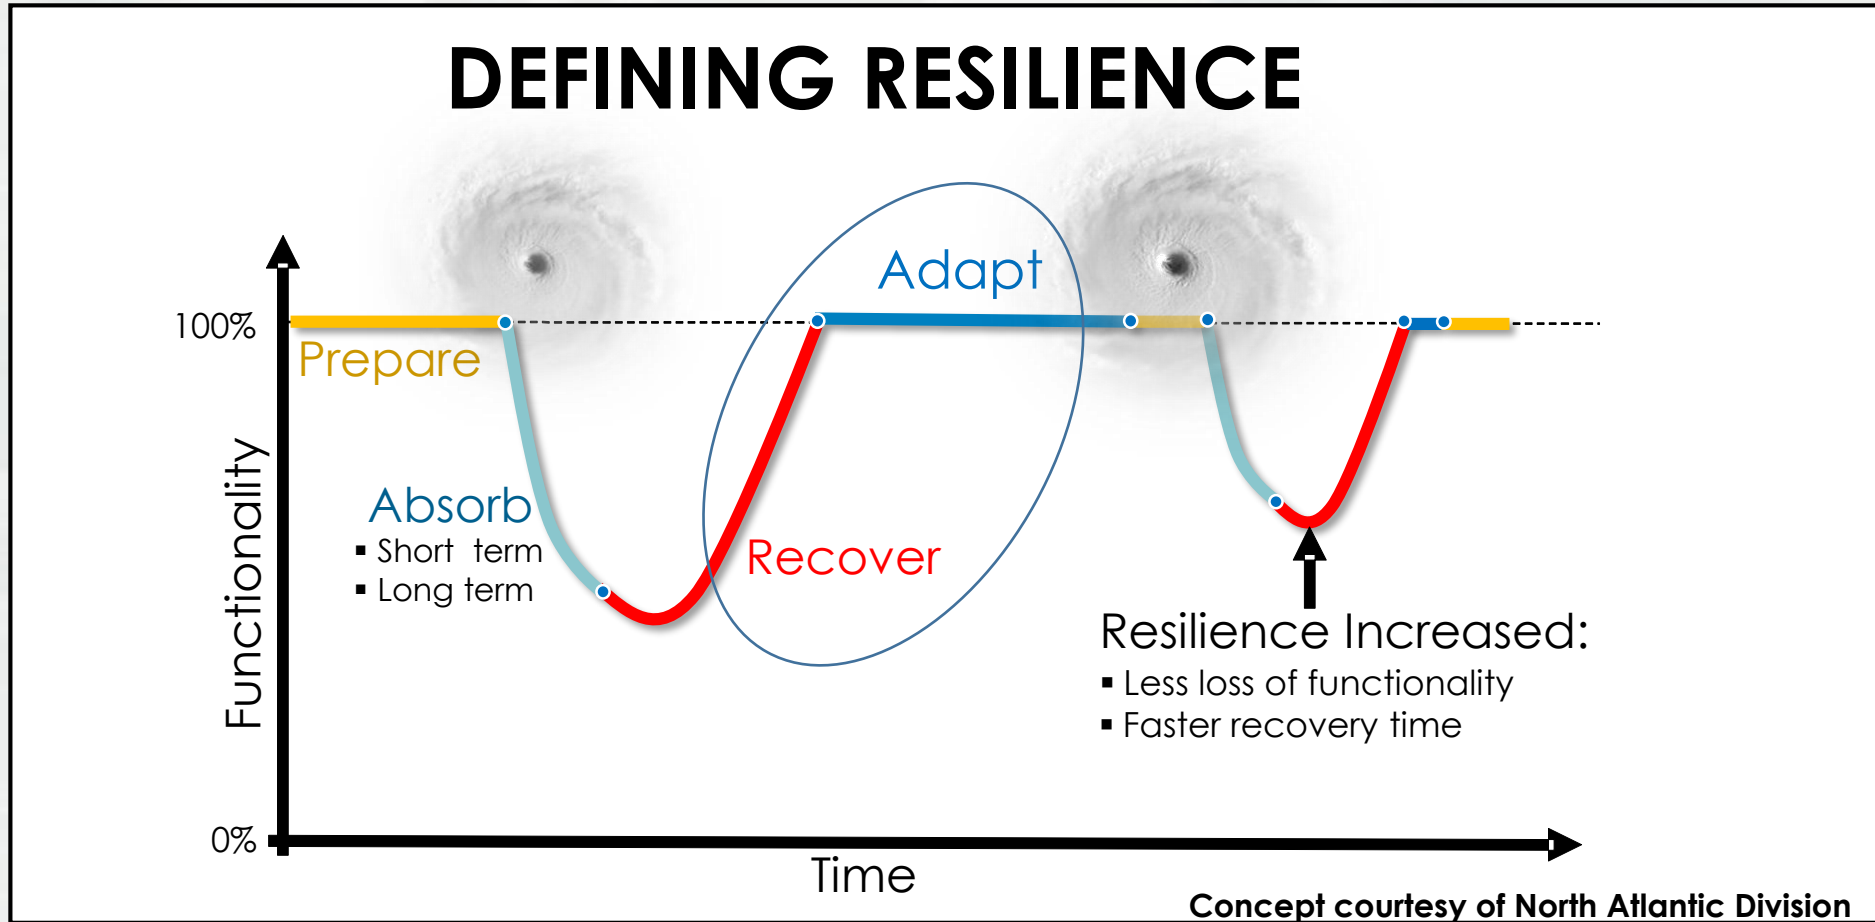 DEFINING RESILIENCE
Adapt
100%
Prepare
Functionality
Absorb
▪ Short term
▪ Long term
Recover
Resilience Increased:
▪ Less loss of functionality
▪ Faster recovery time
0%
Time
Concept courtesy of North Atlantic Division